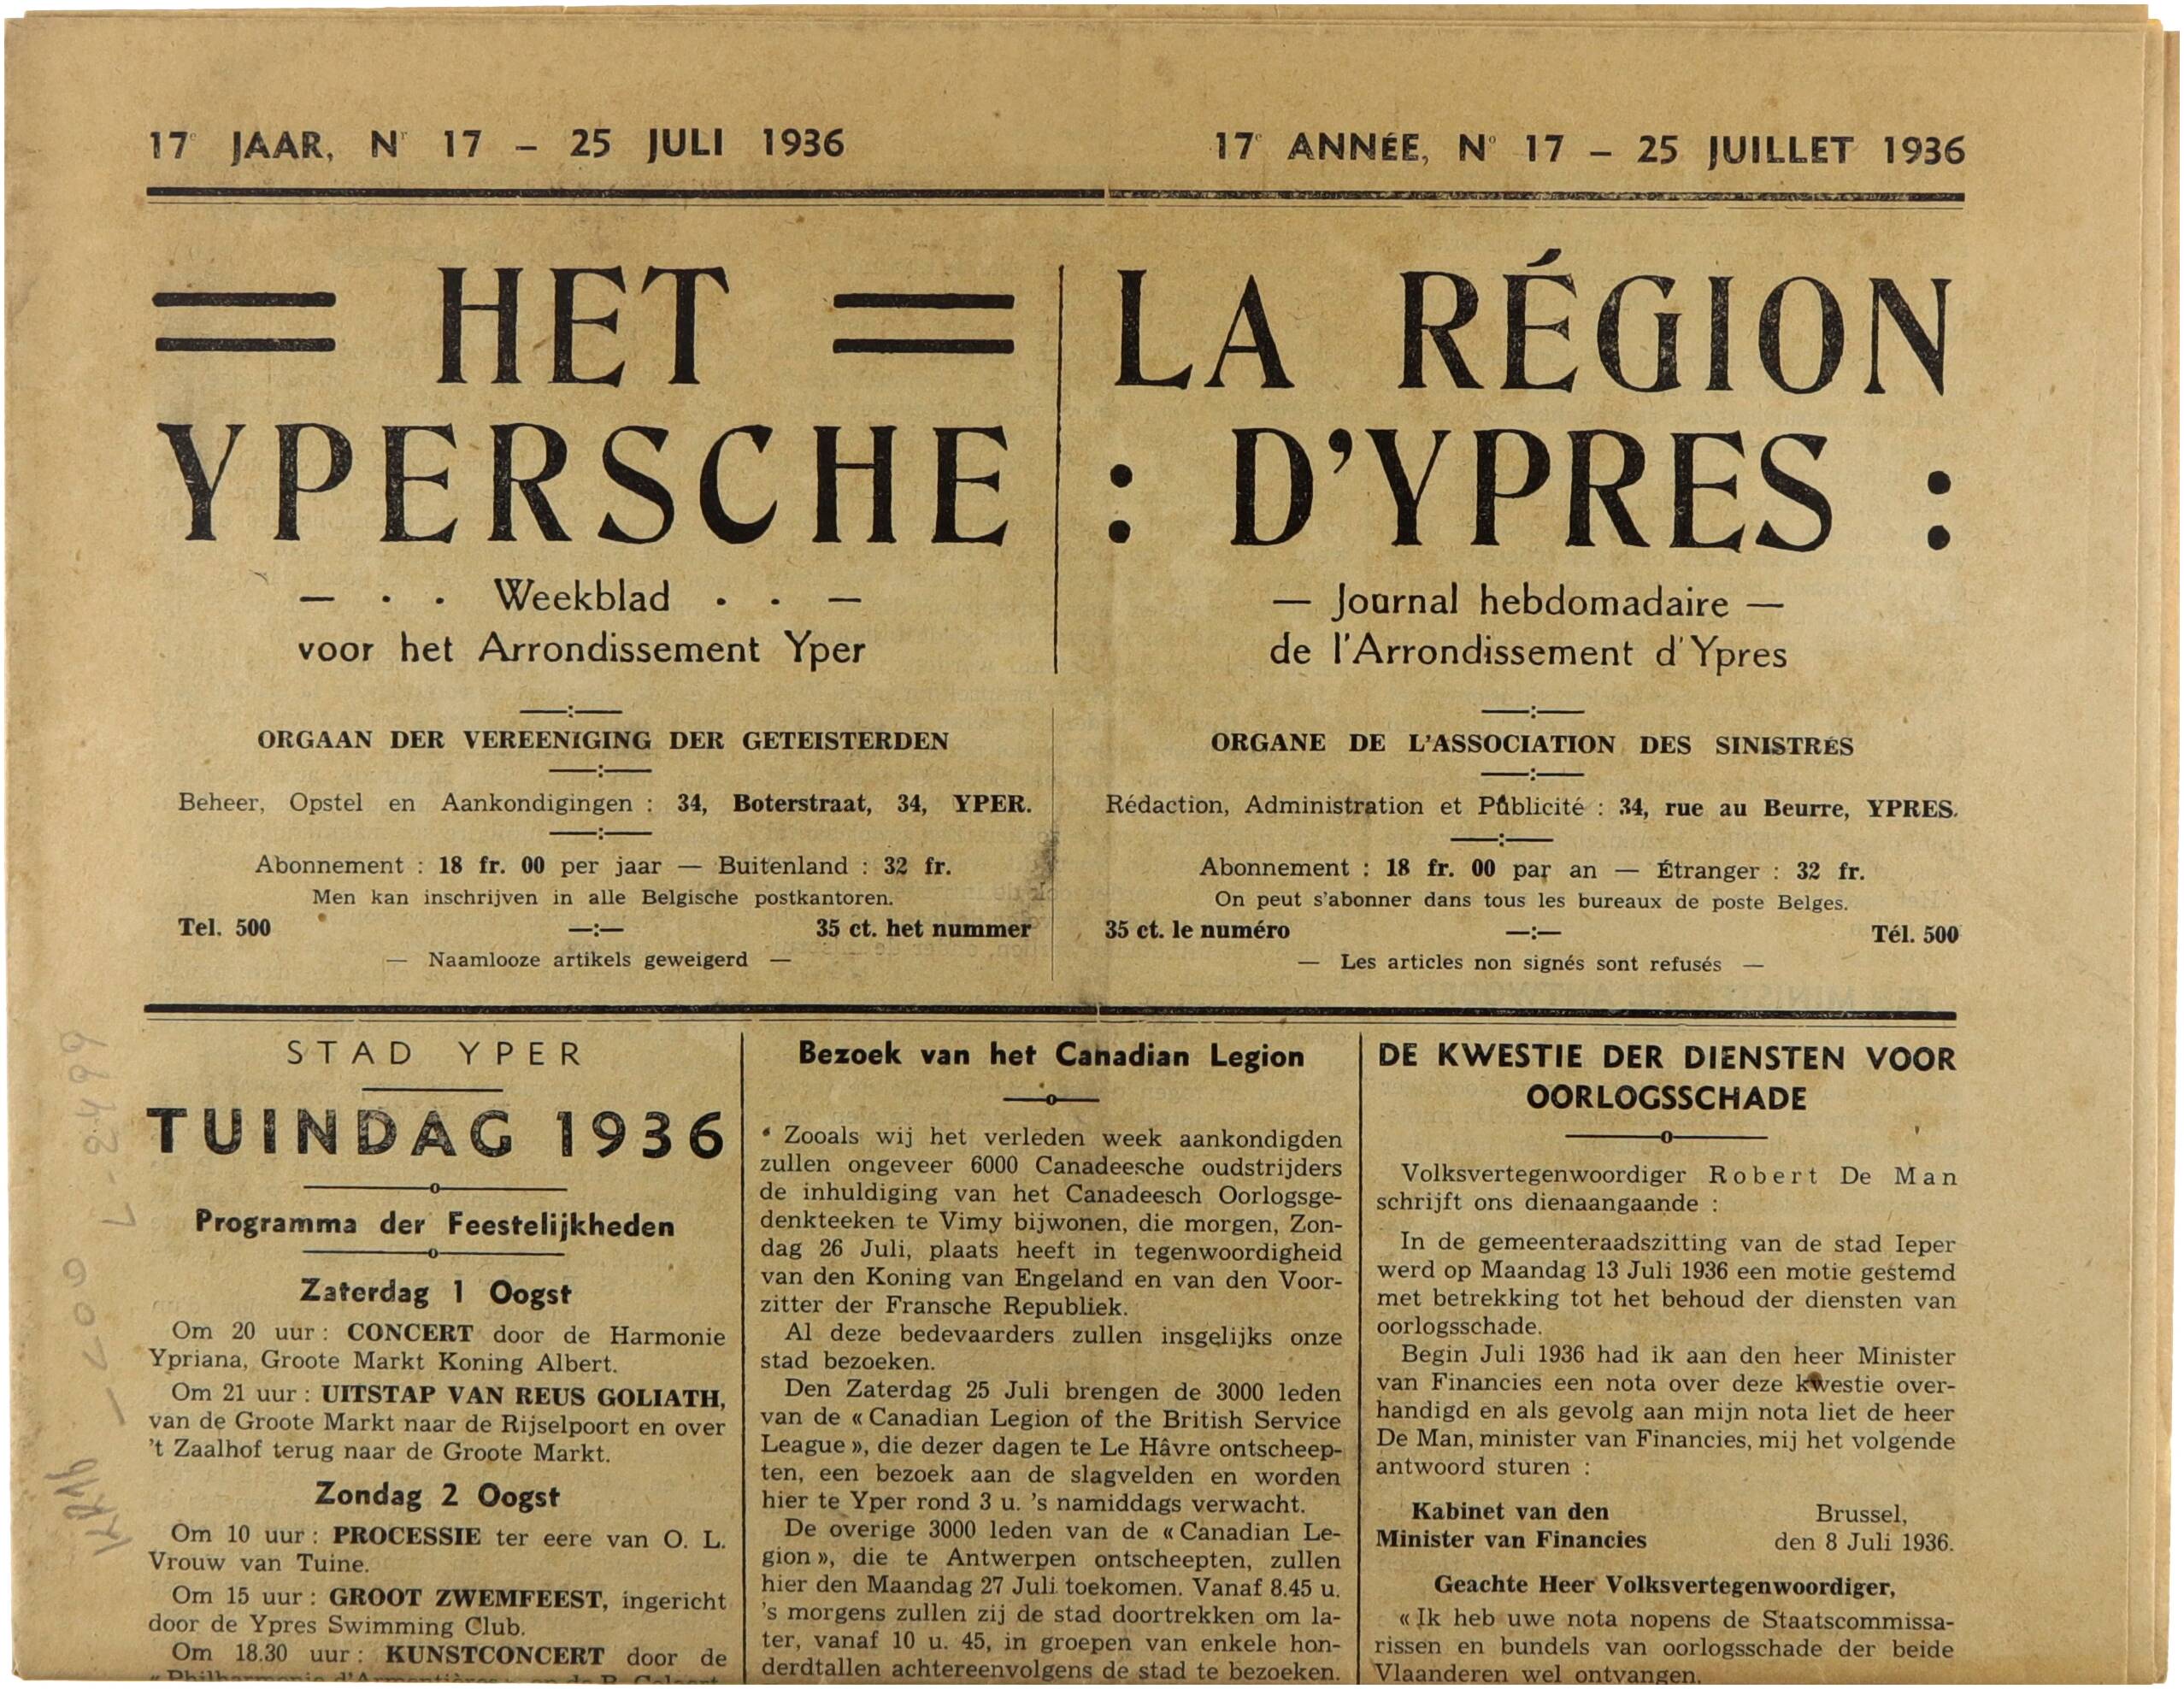 17e JAAR, Nr 17 – 25 JULI 1936
17e ANNÉE, No 17 – 25 JUILLET 1936
HET
YPERSCHE
— · · Weekblad · · —
voor het Arrondissement Yper
—:—
ORGAAN DER VEREENIGING DER GETEISTERDEN
—:—
Beheer, Opstel en Aankondigingen : 34, Boterstraat, 34, YPER.
—:—
Abonnement : 18 fr. 00 per jaar — Buitenland : 32 fr.
Men kan inschrijven in alle Belgische postkantoren.
Tel. 500 —:— 35 ct. het nummer
— Naamlooze artikels geweigerd —
LA RÉGION
: D'YPRES :
— Journal hebdomadaire —
de l'Arrondissement d'Ypres
—:—
ORGANE DE L'ASSOCIATION DES SINISTRÉS
—:—
Rédaction, Administration et Publicité : 34, rue au Beurre, YPRES.
—:—
Abonnement : 18 fr. 00 par an — Étranger : 32 fr.
On peut s'abonner dans tous les bureaux de poste Belges.
35 ct. le numéro —:— Tél. 500
— Les articles non signés sont refusés —
STAD YPER
TUINDAG 1936
Programma der Feestelijkheden
Zaterdag 1 Oogst
Om 20 uur : CONCERT door de Harmonie
Ypriana, Groote Markt Koning Albert.
Om 21 uur : UITSTAP VAN REUS GOLIATH,
van de Groote Markt naar de Rijselpoort en over
't Zaalhof terug naar de Groote Markt.
Zondag 2 Oogst
Om 10 uur : PROCESSIE ter eere van O. L.
Vrouw van Tuine.
Om 15 uur : GROOT ZWEMFEEST, ingericht
door de Ypres Swimming Club.
Om 18.30 uur : KUNSTCONCERT door de
« Philharmonie d'Armentières »
Bezoek van het Canadian Legion
Zooals wij het verleden week aankondigden
zullen ongeveer 6000 Canadeesche oudstrijders
de inhuldiging van het Canadeesch Oorlogsge-
denkteeken te Vimy bijwonen, die morgen, Zon-
dag 26 Juli, plaats heeft in tegenwoordigheid
van den Koning van Engeland en van den Voor-
zitter der Fransche Republiek.
Al deze bedevaarders zullen insgelijks onze
stad bezoeken.
Den Zaterdag 25 Juli brengen de 3000 leden
van de « Canadian Legion of the British Service
League », die dezer dagen te Le Hâvre ontscheep-
ten, een bezoek aan de slagvelden en worden
hier te Yper rond 3 u. 's namiddags verwacht.
De overige 3000 leden van de « Canadian Le-
gion », die te Antwerpen ontscheepten, zullen
hier den Maandag 27 Juli toekomen. Vanaf 8.45 u.
's morgens zullen zij de stad doortrekken om la-
ter, vanaf 10 u. 45, in groepen van enkele hon-
derdtallen achtereenvolgens de stad te bezoeken.
DE KWESTIE DER DIENSTEN VOOR
OORLOGSSCHADE
Volksvertegenwoordiger Robert De Man
schrijft ons dienaangaande :
In de gemeenteraadszitting van de stad Ieper
werd op Maandag 13 Juli 1936 een motie gestemd
met betrekking tot het behoud der diensten van
oorlogsschade.
Begin Juli 1936 had ik aan den heer Minister
van Financies een nota over deze kwestie over-
handigd en als gevolg aan mijn nota liet de heer
De Man, minister van Financies, mij het volgende
antwoord sturen :
Kabinet van den Brussel,
Minister van Financies den 8 Juli 1936.
Geachte Heer Volksvertegenwoordiger,
« Ik heb uwe nota nopens de Staatscommissa-
rissen en bundels van oorlogsschade der beide
Vlaanderen wel ontvangen.